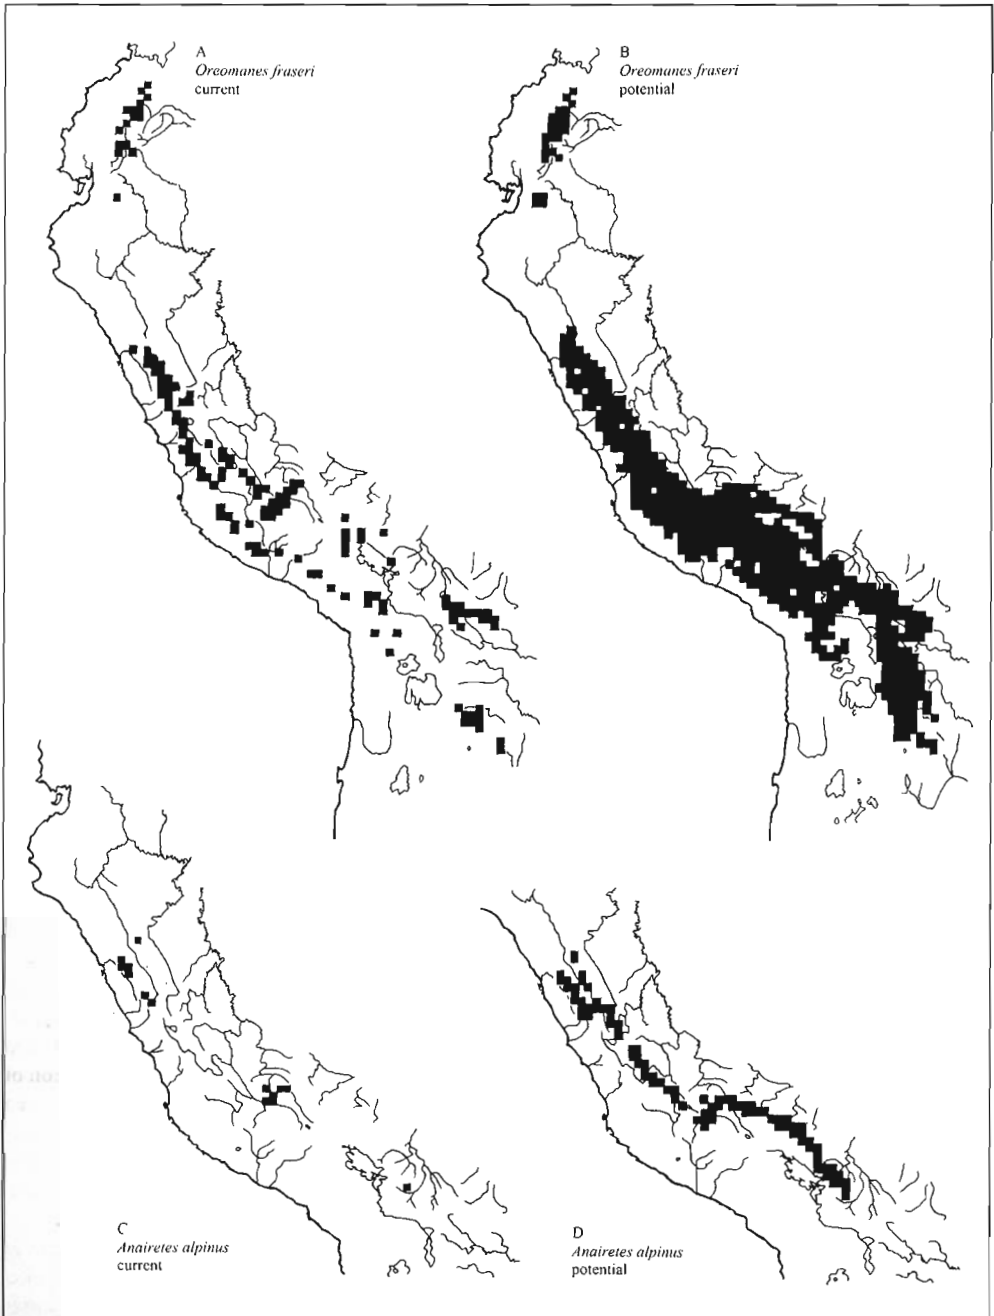 A
Oreomanes fraseri
current
B
Oreomanes fraseri
potential
C
Anairetes alpinus
current
D
Anairetes alpinus
potential